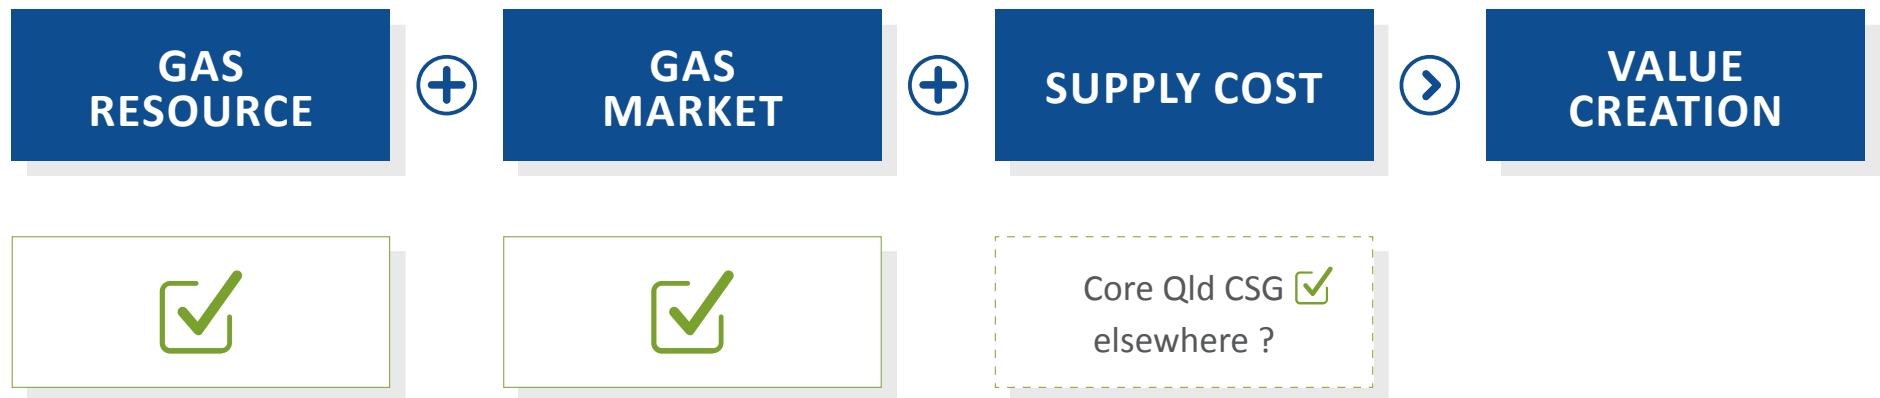 GAS
RESOURCE
GAS
MARKET
SUPPLY COST
VALUE
CREATION
Core Qld CSG
elsewhere ?